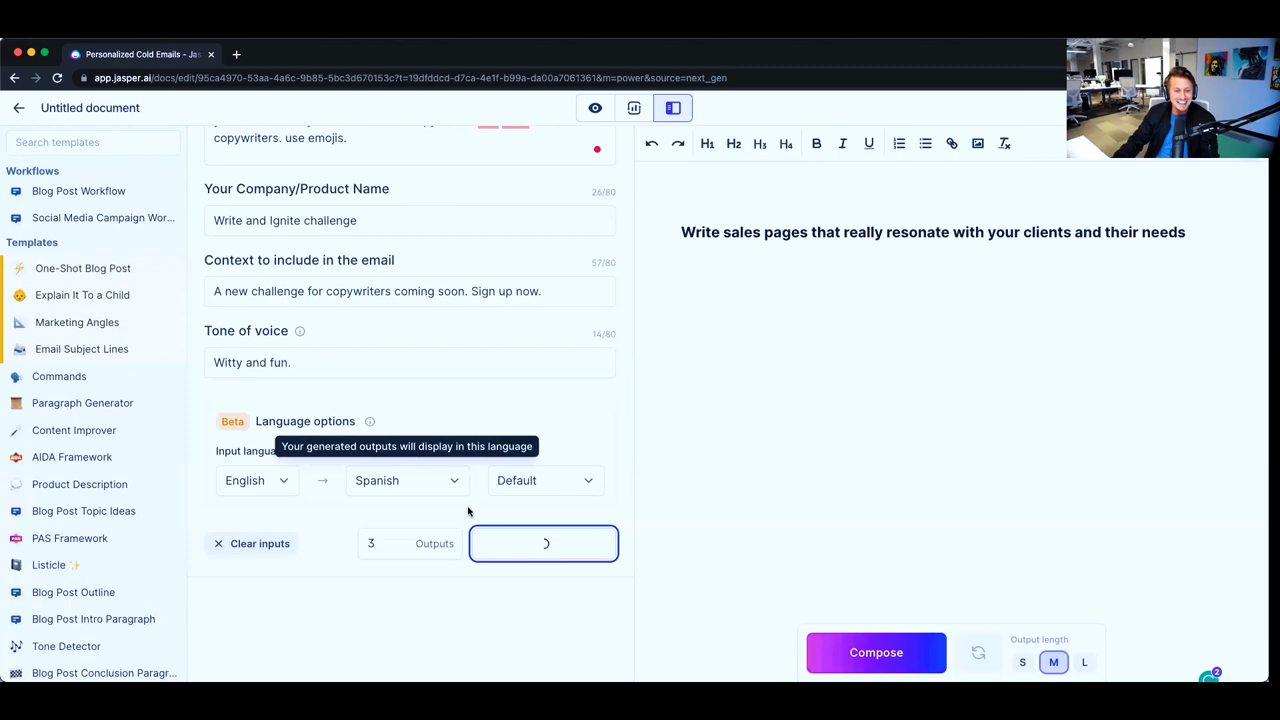 Personalized Cold Emails - Jas
app.jasper.ai/docs/edit/95ca4970-53aa-4a6c-9b85-5bc3d670153c?t=19dfddcd-d7ca-4e1f-b99a-da00a7061361&m=power&source=next_gen
Untitled document
Search templates
Workflows
Blog Post Workflow
Social Media Campaign Wor...
Templates
One-Shot Blog Post
Explain It To a Child
Marketing Angles
Email Subject Lines
Commands
Paragraph Generator
Content Improver
AIDA Framework
Product Description
Blog Post Topic Ideas
PAS Framework
Listicle ✨
Blog Post Outline
Blog Post Intro Paragraph
Tone Detector
Blog Post Conclusion Paragr...
copywriters. use emojis.
Your Company/Product Name
26/80
Write and Ignite challenge
Context to include in the email
57/80
A new challenge for copywriters coming soon. Sign up now.
Tone of voice
14/80
Witty and fun.
Beta Language options
Input langua
Your generated outputs will display in this language
English → Spanish Default
Clear inputs
3 Outputs
H1 H2 H3 H4 B I U
Write sales pages that really resonate with your clients and their needs
Compose
Output length
S M L
2